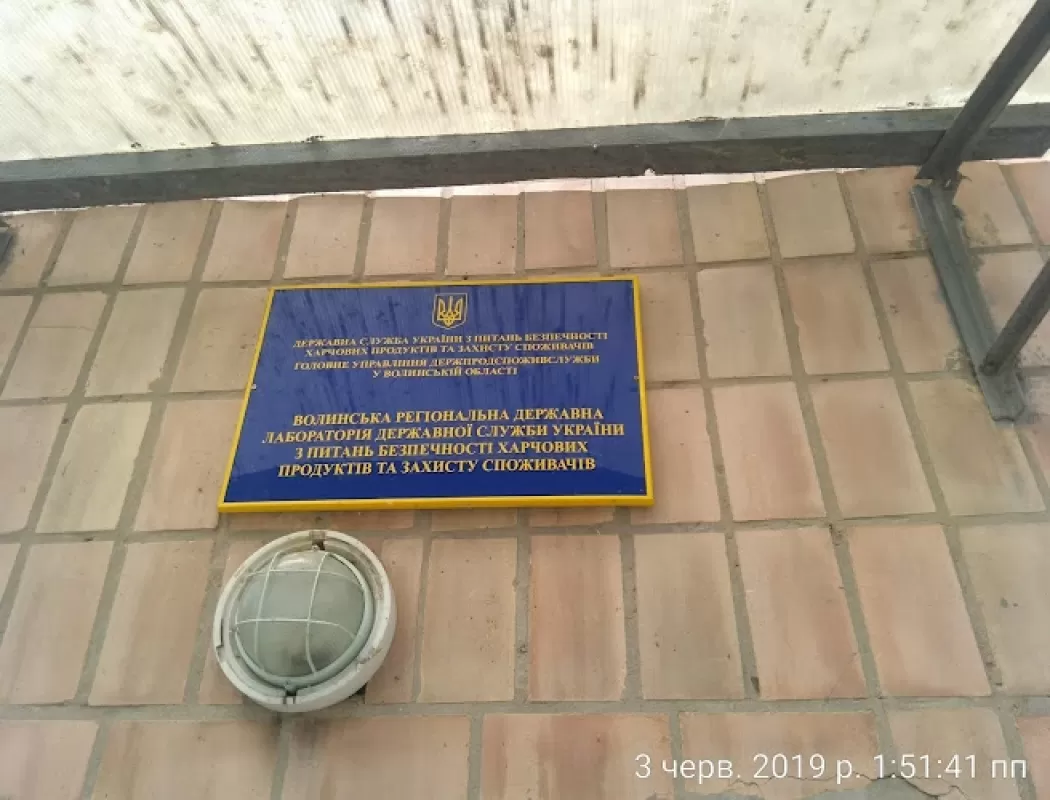 ДЕРЖАВНА СЛУЖБА УКРАЇНИ З ПИТАНЬ БЕЗПЕЧНОСТІ
ХАРЧОВИХ ПРОДУКТІВ ТА ЗАХИСТУ СПОЖИВАЧІВ
ГОЛОВНЕ УПРАВЛІННЯ ДЕРЖПРОДСПОЖИВСЛУЖБИ
У ВОЛИНСЬКІЙ ОБЛАСТІ
ВОЛИНСЬКА РЕГІОНАЛЬНА ДЕРЖАВНА
ЛАБОРАТОРІЯ ДЕРЖАВНОЇ СЛУЖБИ УКРАЇНИ
З ПИТАНЬ БЕЗПЕЧНОСТІ ХАРЧОВИХ
ПРОДУКТІВ ТА ЗАХИСТУ СПОЖИВАЧІВ
3 черв. 2019 р. 1:51:41 пп